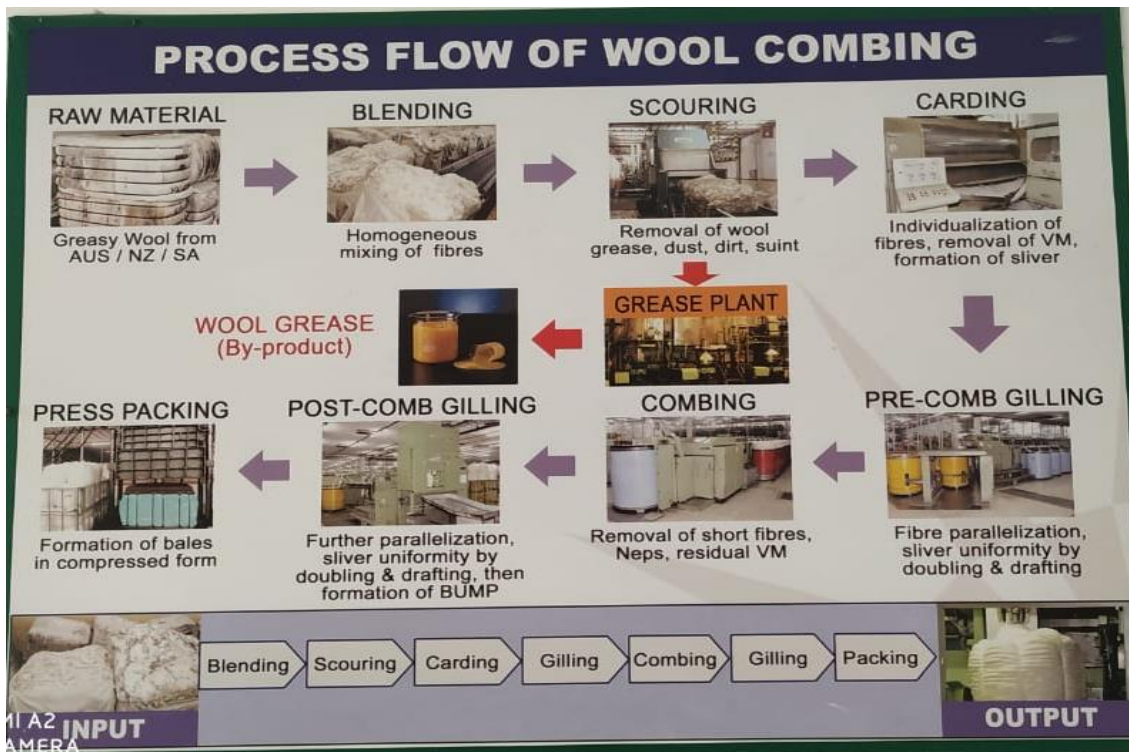 PROCESS FLOW OF WOOL COMBING
RAW MATERIAL
Greasy Wool from
AUS / NZ / SA
BLENDING
Homogeneous
mixing of fibres
SCOURING
Removal of wool
grease, dust, dirt, suint
CARDING
Individualization of
fibres, removal of VM,
formation of sliver
GREASE PLANT
WOOL GREASE
(By-product)
PRE-COMB GILLING
Fibre parallelization,
sliver uniformity by
doubling & drafting
COMBING
Removal of short fibres,
Neps, residual VM
POST-COMB GILLING
Further parallelization,
sliver uniformity by
doubling & drafting, then
formation of BUMP
PRESS PACKING
Formation of bales
in compressed form
INPUT
Blending
Scouring
Carding
Gilling
Combing
Gilling
Packing
OUTPUT
MI A2
CAMERA